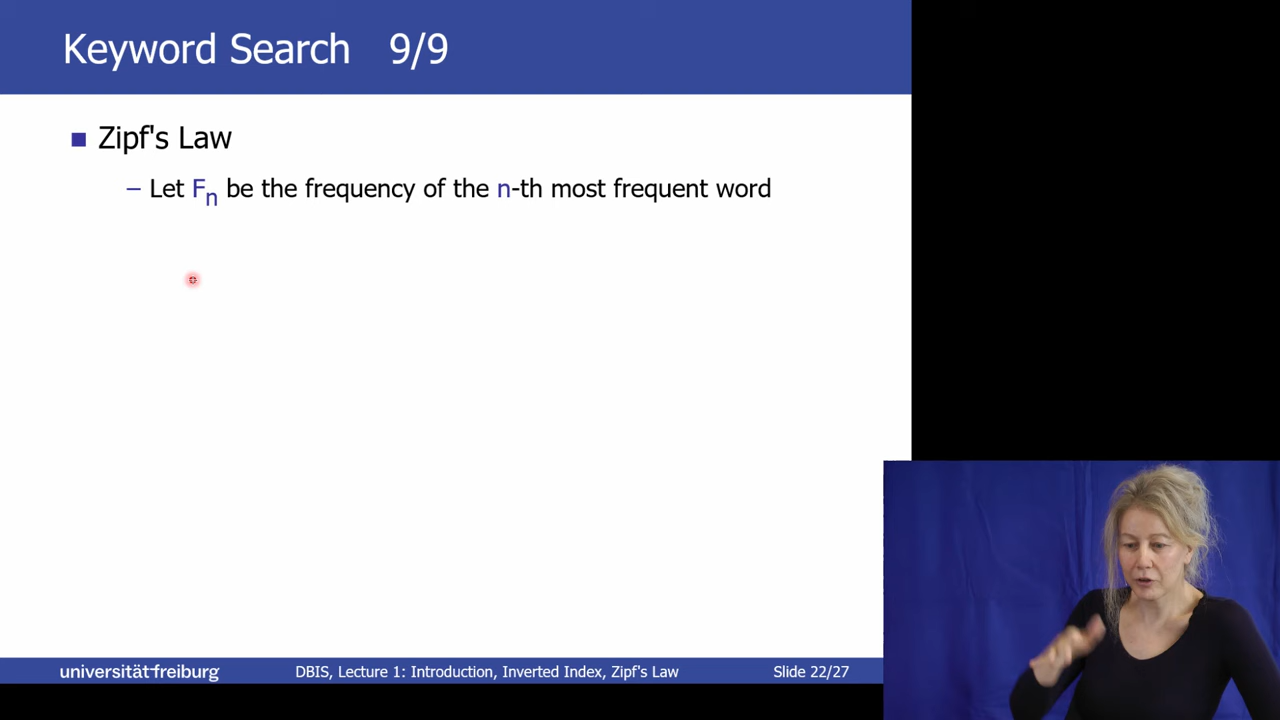 Keyword Search 9/9
Zipf's Law
– Let Fn be the frequency of the n-th most frequent word
universität freiburg
DBIS, Lecture 1: Introduction, Inverted Index, Zipf's Law
Slide 22/27